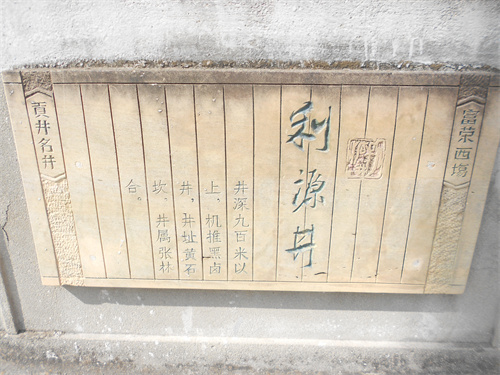 富荣西场
利源井
井深九百米以
上、机推黑卤
井，井址黄石
坎、井属张林
台。
贡井名井